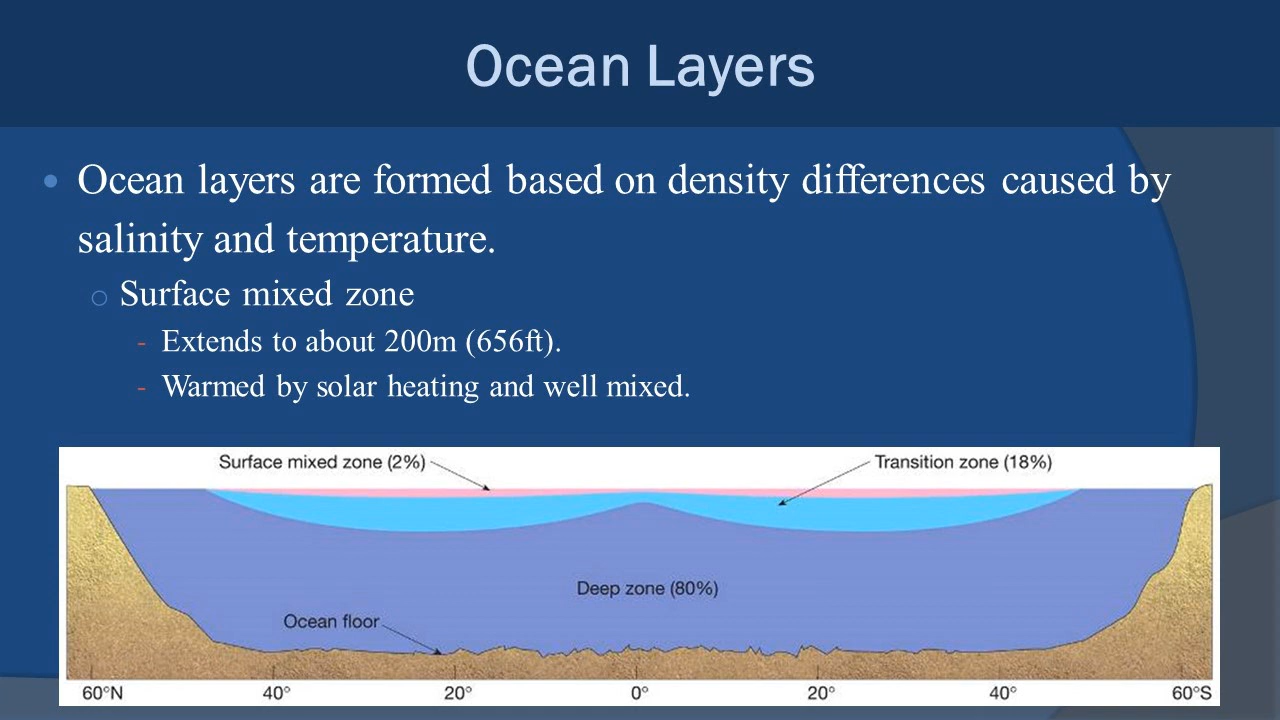 Ocean Layers
• Ocean layers are formed based on density differences caused by
salinity and temperature.
o Surface mixed zone
- Extends to about 200m (656ft).
- Warmed by solar heating and well mixed.
Surface mixed zone (2%)
Transition zone (18%)
Deep zone (80%)
Ocean floor
60°N 40° 20° 0° 20° 40° 60°S